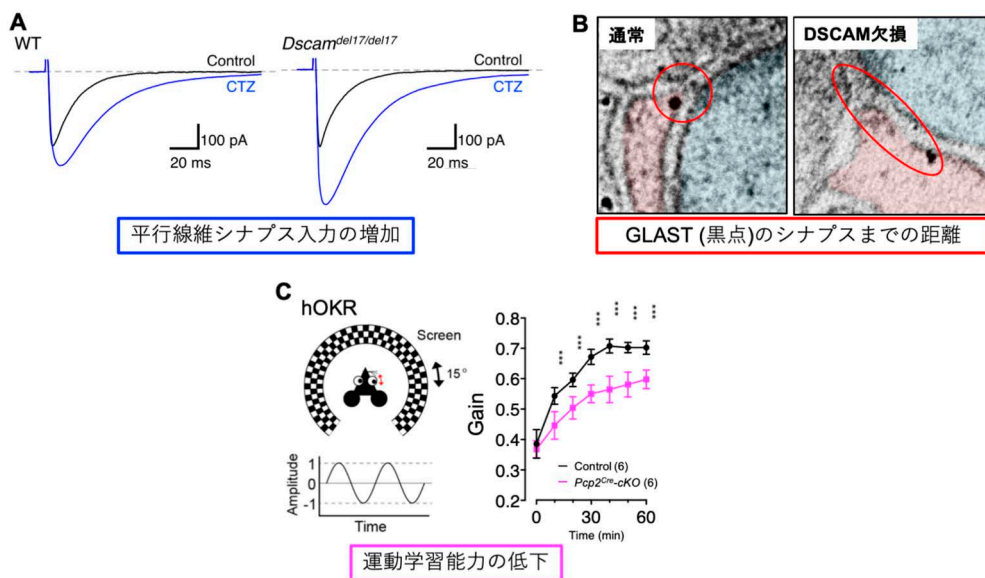 A
WT
Control
CTZ
100 pA
20 ms
Dscam^del17/del17
Control
CTZ
100 pA
20 ms
平行線維シナプス入力の増加
B
通常
DSCAM欠損
GLAST (黒点)のシナプスまでの距離
C
hOKR
Screen
15°
Amplitude
1
0
-1
Time
Gain
0.7
0.6
0.5
0.4
0.3
0.2
0
30
60
Time (min)
Control (6)
Pcp2^Cre-cKO (6)
運動学習能力の低下